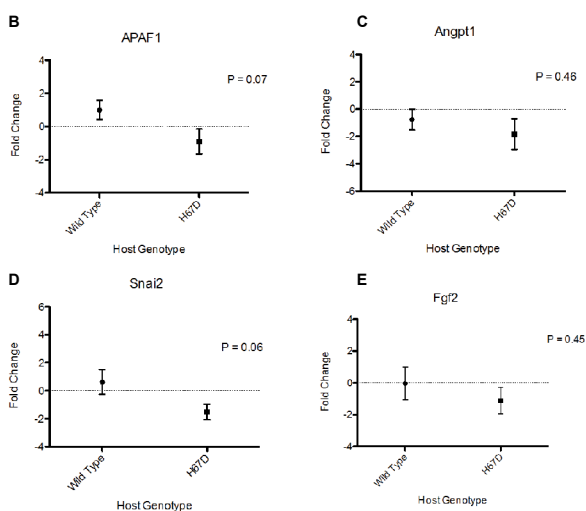 B
APAF1
4
2
0
-2
-4
Fold Change
P = 0.07
Wild Type
H67D
Host Genotype
C
Angpt1
4
2
0
-2
-4
-6
Fold Change
P = 0.46
Wild Type
H67D
Host Genotype
D
Snai2
6
4
2
0
-2
-4
Fold Change
P = 0.06
Wild Type
H67D
Host Genotype
E
Fgf2
4
2
0
-2
-4
Fold Change
P = 0.45
Wild Type
H67D
Host Genotype